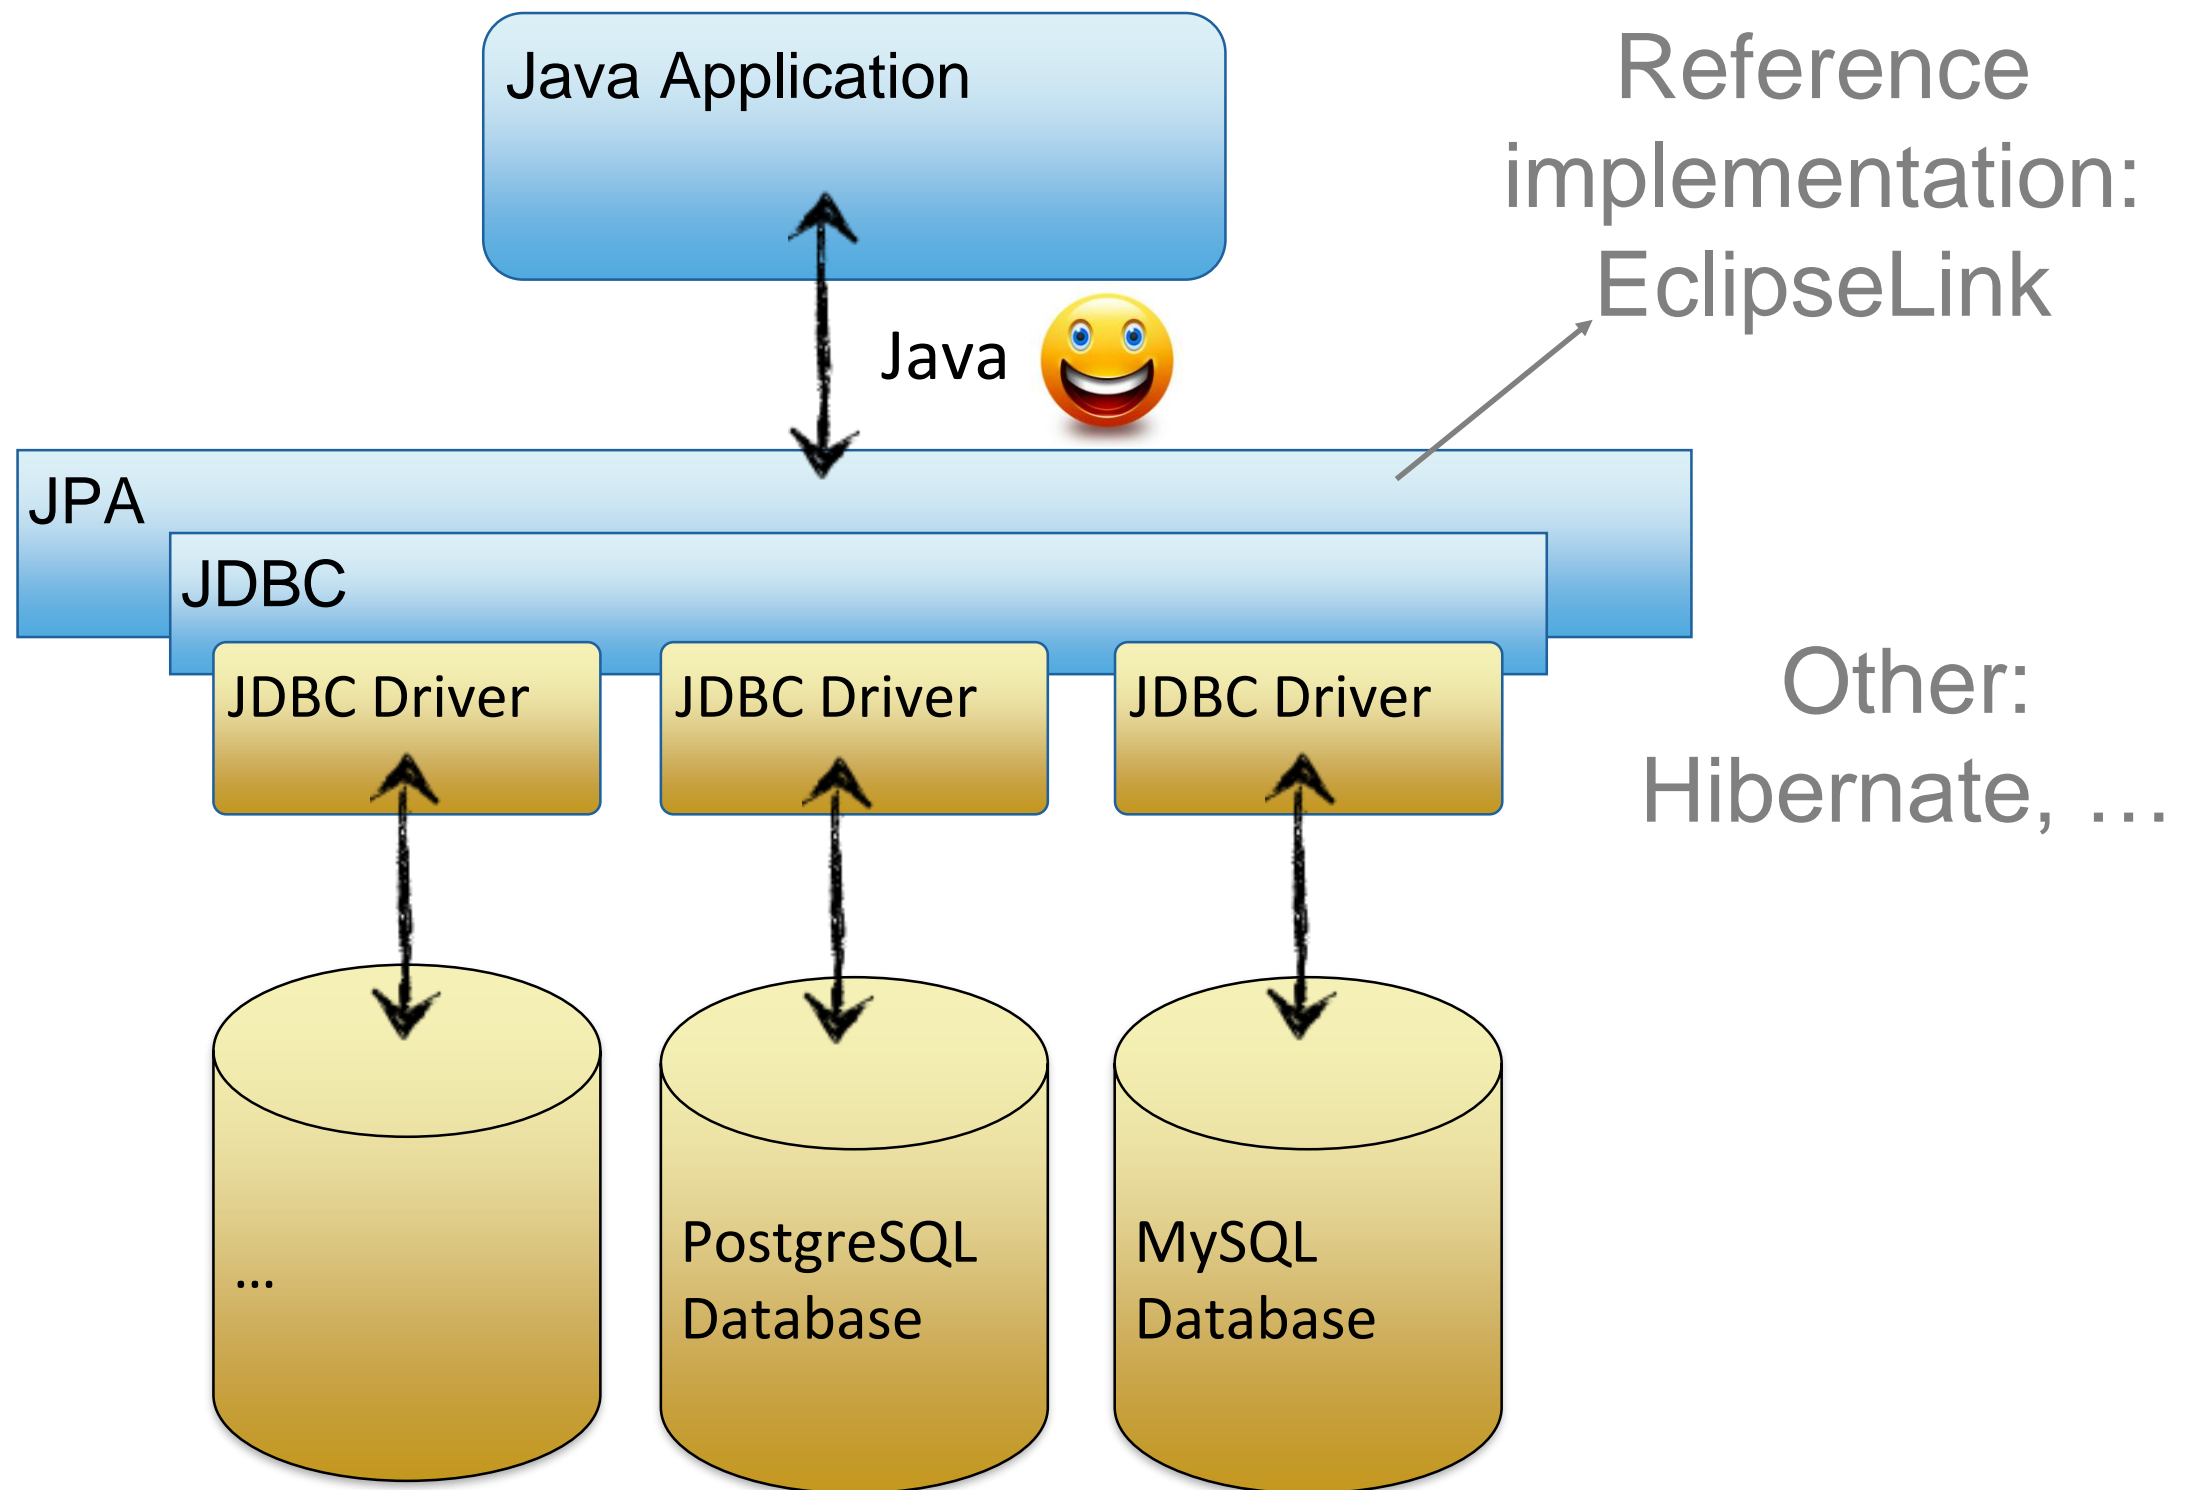 Java Application
Reference
implementation:
EclipseLink
Java
JPA
JDBC
JDBC Driver
JDBC Driver
JDBC Driver
Other:
Hibernate, …
...
PostgreSQL
Database
MySQL
Database